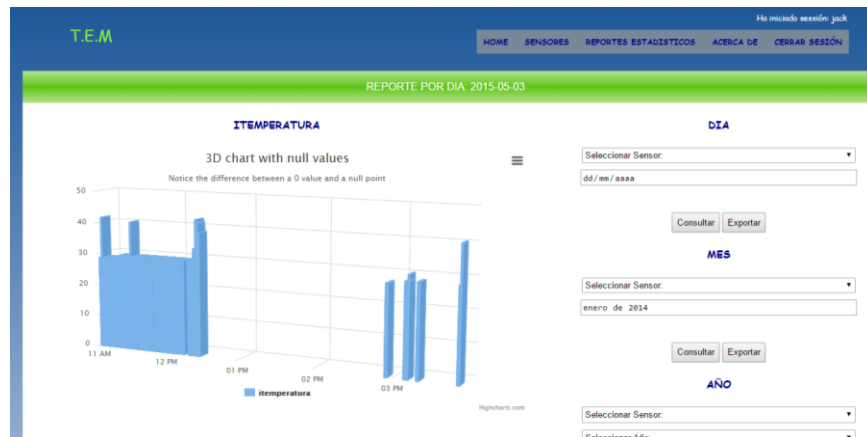 Ha iniciado sessión: jack
T.E.M
HOME SENSORES REPORTES ESTADISTICOS ACERCA DE CERRAR SESIÓN
REPORTE POR DIA: 2015-05-03
ITEMPERATURA
3D chart with null values
Notice the difference between a 0 value and a null point
50
40
30
20
10
0
11 AM
12 PM
01 PM
02 PM
03 PM
itemperatura
Highcharts.com
DIA
Seleccionar Sensor:
dd/mm/aaaa
Consultar Exportar
MES
Seleccionar Sensor:
enero de 2014
Consultar Exportar
AÑO
Seleccionar Sensor:
Seleccionar Año: